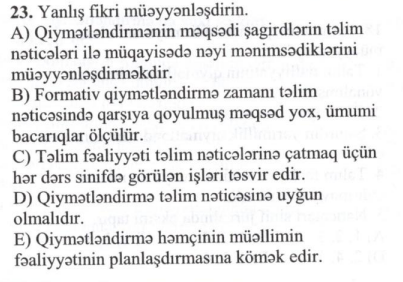 23. Yanlış fikri müəyyənləşdirin.
A) Qiymətləndirmənin məqsədi şagirdlərin təlim
nəticələri ilə müqayisədə nəyi mənimsədiklərini
müəyyənləşdirməkdir.
B) Formativ qiymətləndirmə zamanı təlim
nəticəsində qarşıya qoyulmuş məqsəd yox, ümumi
bacarıqlar ölçülür.
C) Təlim fəaliyyəti təlim nəticələrinə çatmaq üçün
hər dərs sinifdə görülən işləri təsvir edir.
D) Qiymətləndirmə təlim nəticəsinə uyğun
olmalıdır.
E) Qiymətləndirmə həmçinin müəllimin
fəaliyyətinin planlaşdırmasına kömək edir.